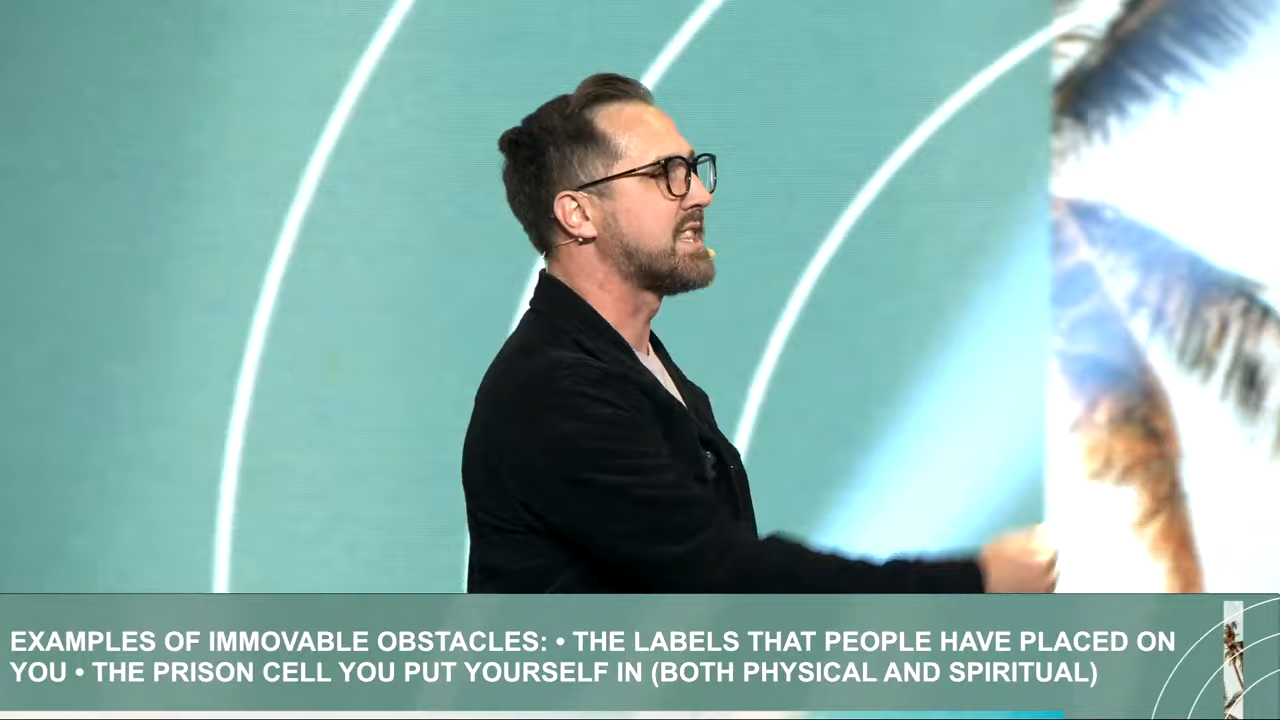 EXAMPLES OF IMMOVABLE OBSTACLES: • THE LABELS THAT PEOPLE HAVE PLACED ON
YOU • THE PRISON CELL YOU PUT YOURSELF IN (BOTH PHYSICAL AND SPIRITUAL)